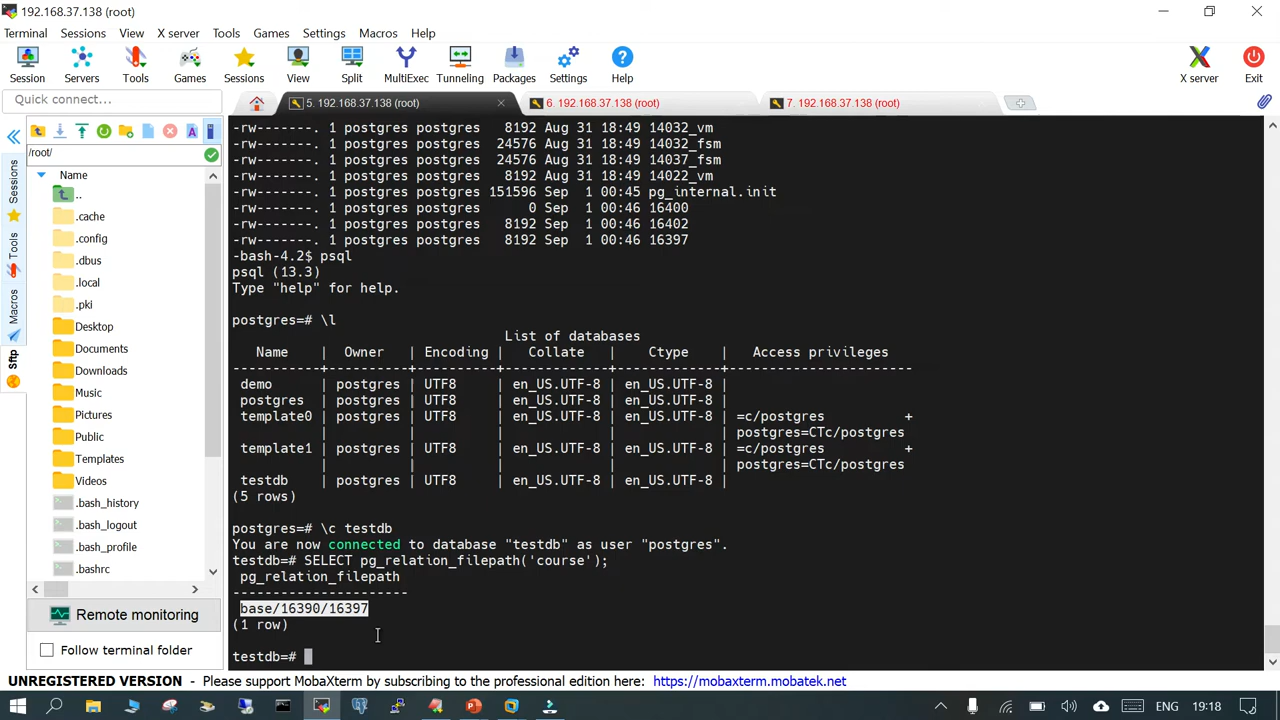 192.168.37.138 (root)
Terminal Sessions View X server Tools Games Settings Macros Help
Session Servers Tools Games Sessions View Split MultiExec Tunneling Packages Settings Help X server Exit
Quick connect...
5. 192.168.37.138 (root)
6. 192.168.37.138 (root)
7. 192.168.37.138 (root)
Sessions
Tools
Macros
Sftp
/root/
Name
..
.cache
.config
.dbus
.local
.pki
Desktop
Documents
Downloads
Music
Pictures
Public
Templates
Videos
.bash_history
.bash_logout
.bash_profile
.bashrc
Remote monitoring
Follow terminal folder
-rw-------. 1 postgres postgres   8192 Aug 31 18:49 14032_vm
-rw-------. 1 postgres postgres  24576 Aug 31 18:49 14032_fsm
-rw-------. 1 postgres postgres  24576 Aug 31 18:49 14037_fsm
-rw-------. 1 postgres postgres   8192 Aug 31 18:49 14022_vm
-rw-------. 1 postgres postgres 151596 Sep  1 00:45 pg_internal.init
-rw-------. 1 postgres postgres      0 Sep  1 00:46 16400
-rw-------. 1 postgres postgres   8192 Sep  1 00:46 16402
-rw-------. 1 postgres postgres   8192 Sep  1 00:46 16397
-bash-4.2$ psql
psql (13.3)
Type "help" for help.
postgres=# \l
List of databases
Name | Owner | Encoding | Collate | Ctype | Access privileges
-----------+----------+----------+-------------+-------------+-----------------------
demo | postgres | UTF8 | en_US.UTF-8 | en_US.UTF-8 |
postgres | postgres | UTF8 | en_US.UTF-8 | en_US.UTF-8 |
template0 | postgres | UTF8 | en_US.UTF-8 | en_US.UTF-8 | =c/postgres +
| | | | | postgres=CTc/postgres
template1 | postgres | UTF8 | en_US.UTF-8 | en_US.UTF-8 | =c/postgres +
| | | | | postgres=CTc/postgres
testdb | postgres | UTF8 | en_US.UTF-8 | en_US.UTF-8 |
(5 rows)
postgres=# \c testdb
You are now connected to database "testdb" as user "postgres".
testdb=# SELECT pg_relation_filepath('course');
pg_relation_filepath
----------------------
base/16390/16397
(1 row)
testdb=#
UNREGISTERED VERSION - Please support MobaXterm by subscribing to the professional edition here: https://mobaxterm.mobatek.net
ENG 19:18